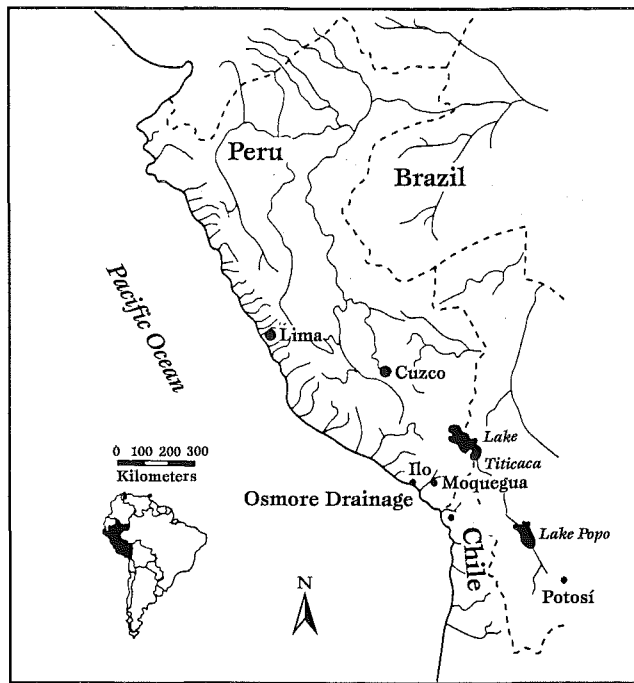 Peru
Brazil
Pacific Ocean
Lima
Cuzco
Lake
Titicaca
0 100 200 300
Kilometers
Ilo
Moquegua
Osmore Drainage
Chile
Lake Popo
N
Potosí